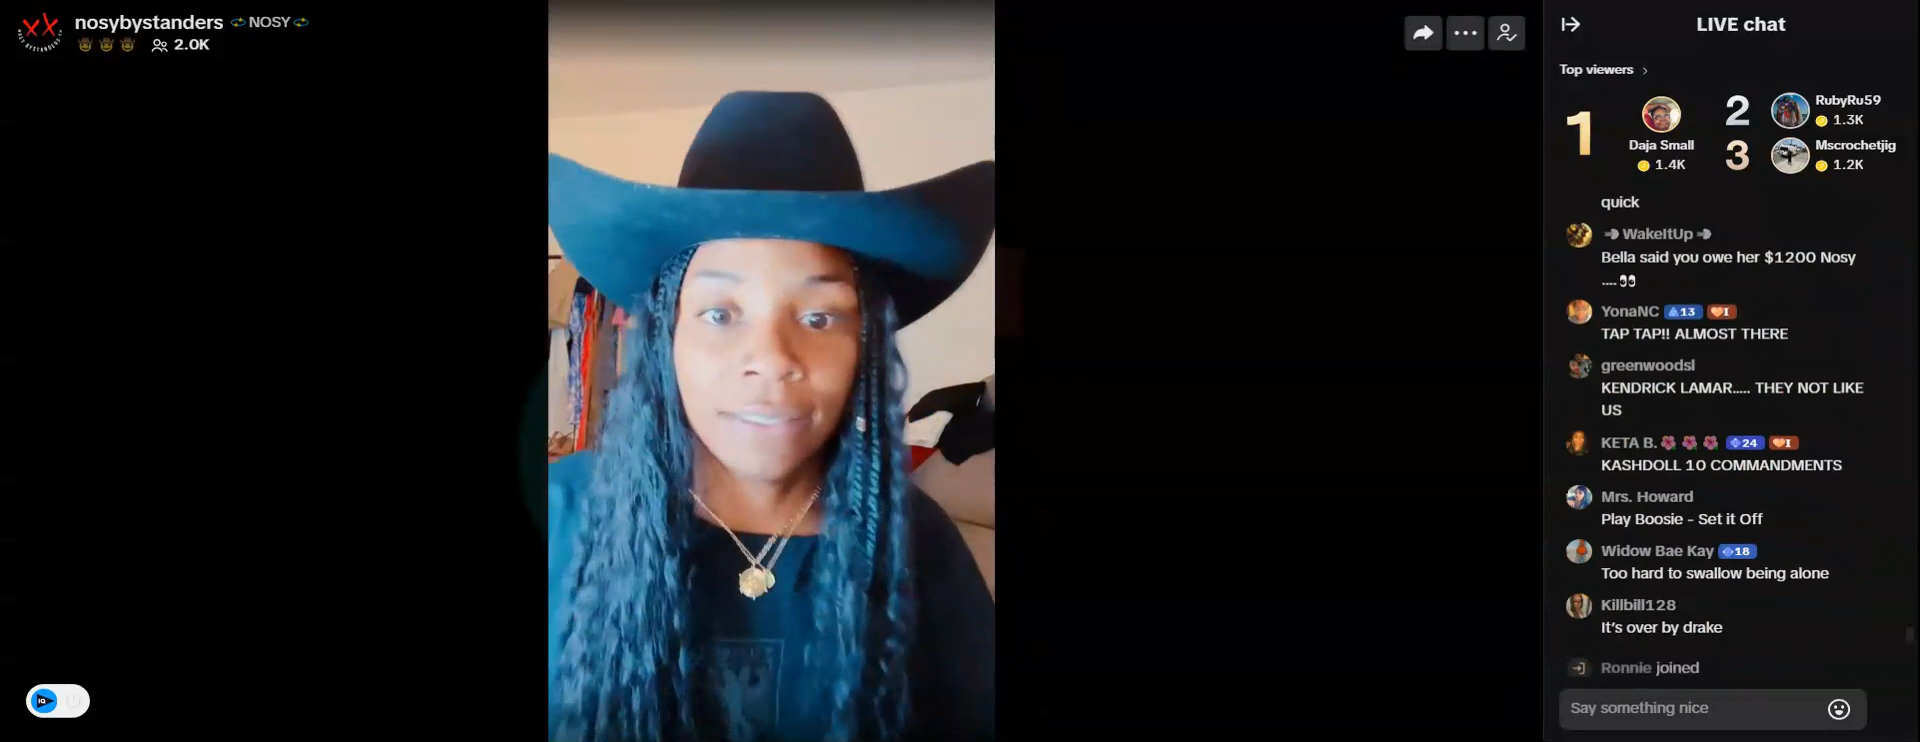 nosybystanders NOSY
2.0K
LIVE chat
Top viewers >
1
Daja Small
1.4K
2
RubyRu59
1.3K
3
Mscrochetjig
1.2K
quick
WakeItUp
Bella said you owe her $1200 Nosy
....👀
YonaNC 13 I
TAP TAP!! ALMOST THERE
greenwoodsl
KENDRICK LAMAR..... THEY NOT LIKE
US
KETA B.🌺🌺🌺 24 I
KASHDOLL 10 COMMANDMENTS
Mrs. Howard
Play Boosie - Set it Off
Widow Bae Kay 18
Too hard to swallow being alone
Killbill128
It's over by drake
Ronnie joined
Say something nice
IQ